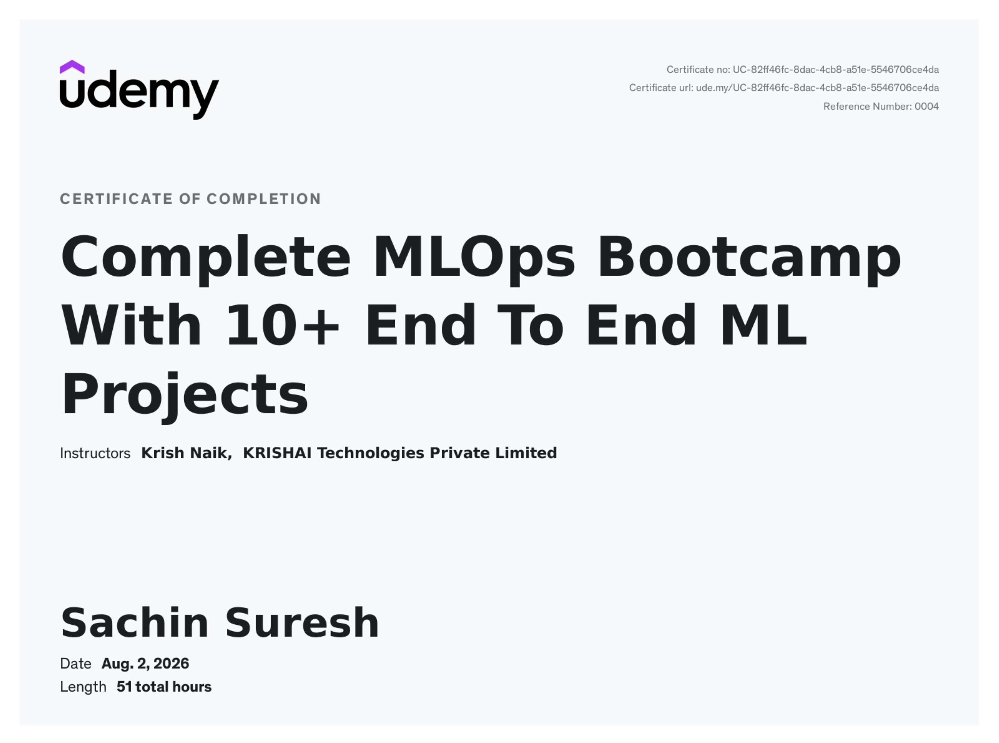 udemy
Certificate no: UC-82ff46fc-8dac-4cb8-a51e-5546706ce4da
Certificate url: ude.my/UC-82ff46fc-8dac-4cb8-a51e-5546706ce4da
Reference Number: 0004
CERTIFICATE OF COMPLETION
Complete MLOps Bootcamp
With 10+ End To End ML
Projects
Instructors Krish Naik, KRISHAI Technologies Private Limited
Sachin Suresh
Date Aug. 2, 2026
Length 51 total hours